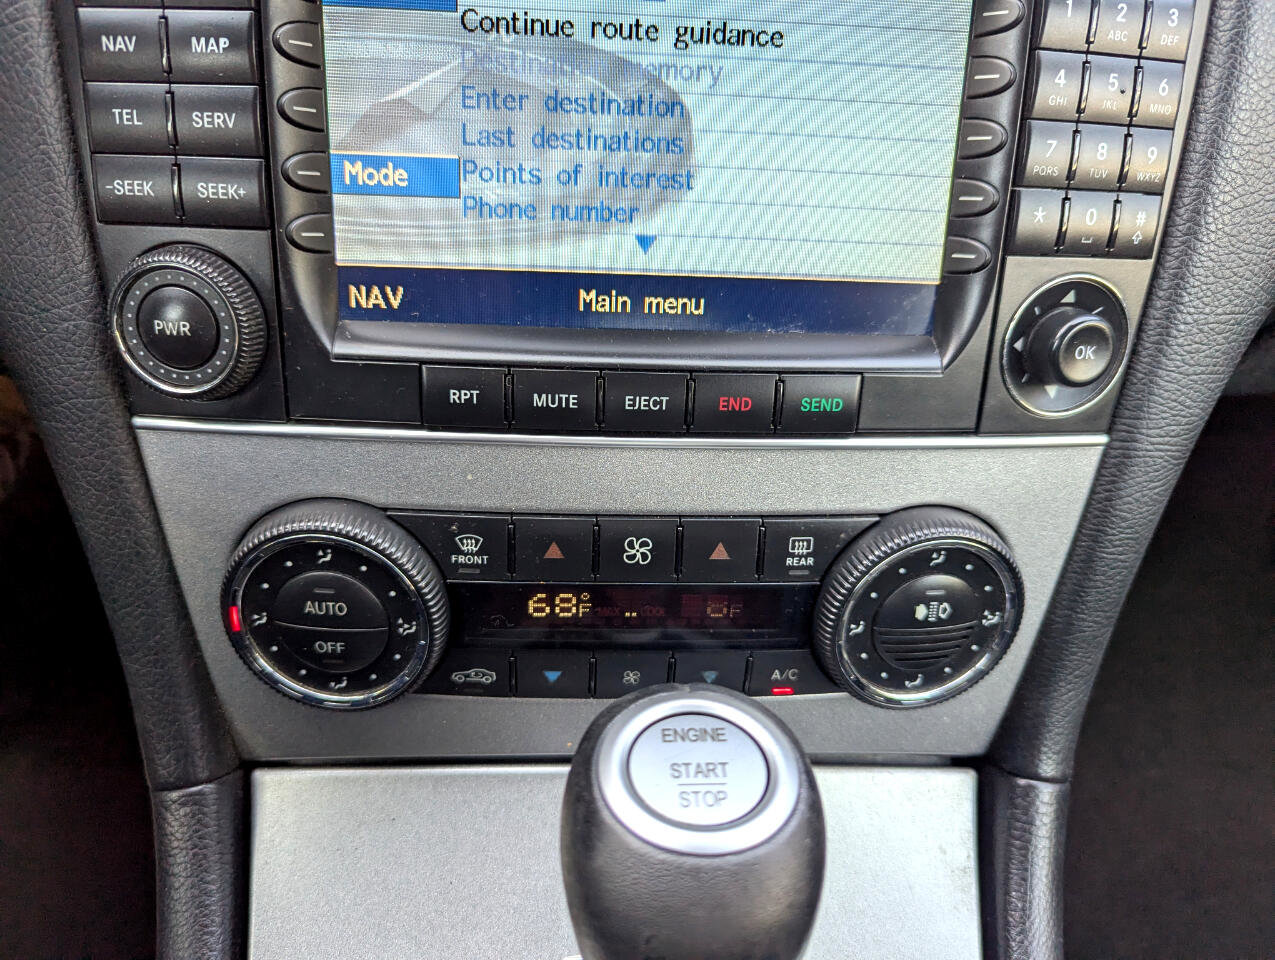 NAV MAP
TEL SERV
-SEEK SEEK+
PWR
Continue route guidance
Destination memory
Enter destination
Last destinations
Mode Points of interest
Phone number
NAV Main menu
1 2 ABC 3 DEF
4 GHI 5 JKL 6 MNO
7 PQRS 8 TUV 9 WXYZ
* 0 #
OK
RPT MUTE EJECT END SEND
FRONT REAR
AUTO
OFF
68°F °F
A/C
ENGINE
START
STOP